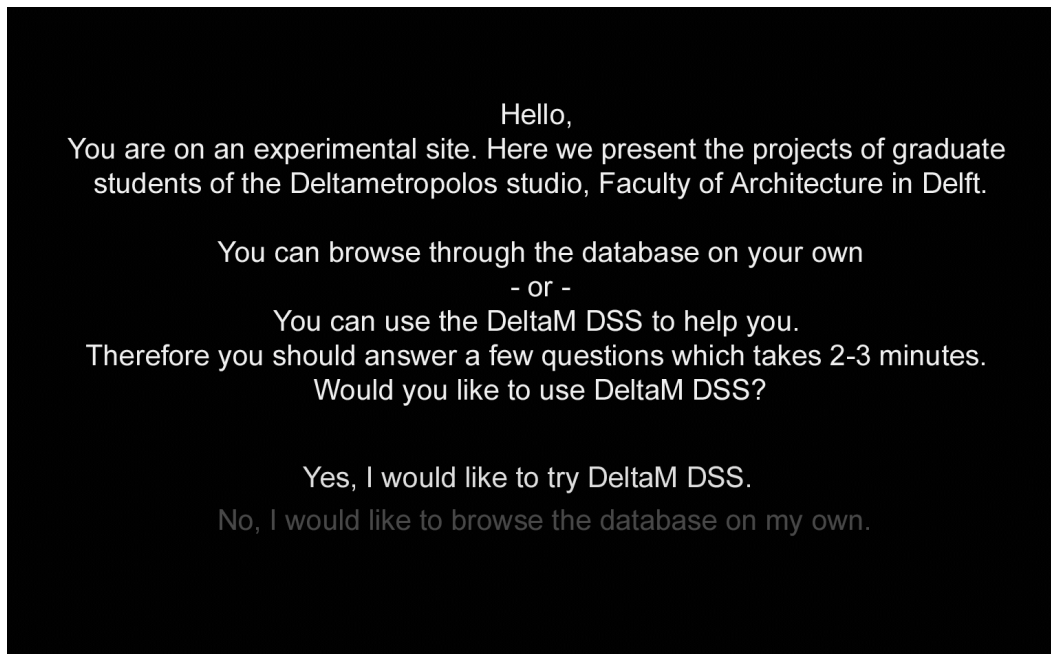 Hello,
You are on an experimental site. Here we present the projects of graduate
students of the Deltametropolos studio, Faculty of Architecture in Delft.
You can browse through the database on your own
- or -
You can use the DeltaM DSS to help you.
Therefore you should answer a few questions which takes 2-3 minutes.
Would you like to use DeltaM DSS?
Yes, I would like to try DeltaM DSS.
No, I would like to browse the database on my own.